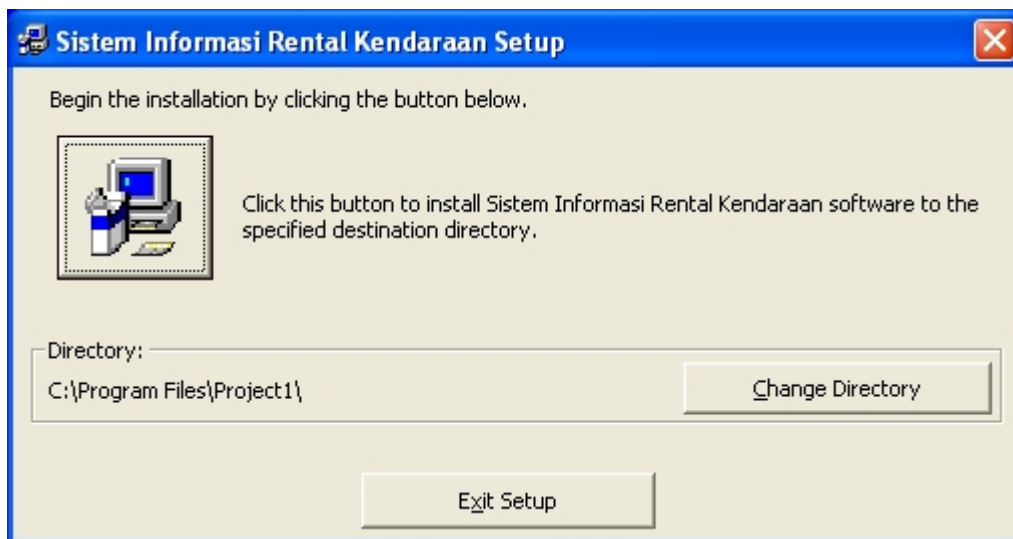 Sistem Informasi Rental Kendaraan Setup
Begin the installation by clicking the button below.
Click this button to install Sistem Informasi Rental Kendaraan software to the
specified destination directory.
Directory:
C:\Program Files\Project1\
Change Directory
Exit Setup